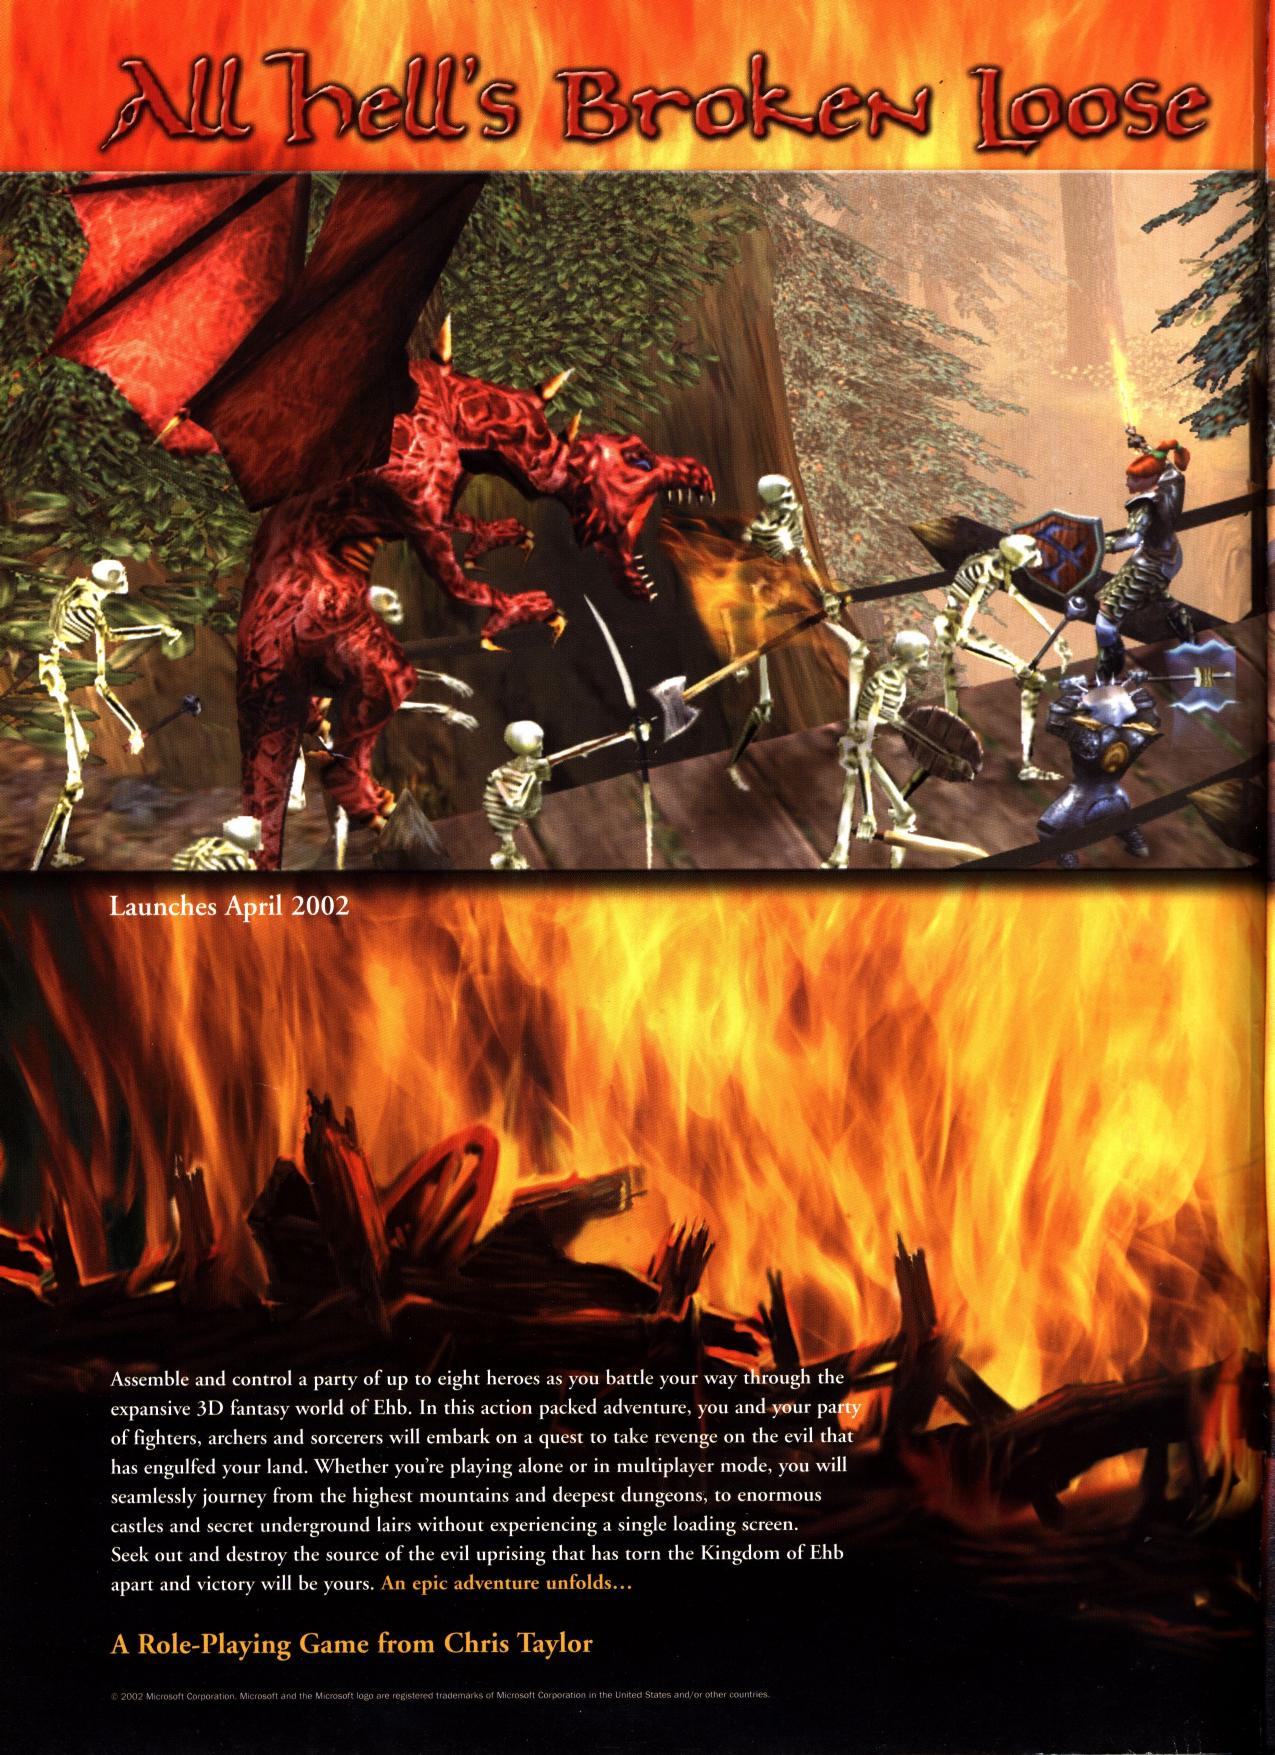 All hell's Broken Loose
Launches April 2002
Assemble and control a party of up to eight heroes as you battle your way through the
expansive 3D fantasy world of Ehb. In this action packed adventure, you and your party
of fighters, archers and sorcerers will embark on a quest to take revenge on the evil that
has engulfed your land. Whether you're playing alone or in multiplayer mode, you will
seamlessly journey from the highest mountains and deepest dungeons, to enormous
castles and secret underground lairs without experiencing a single loading screen.
Seek out and destroy the source of the evil uprising that has torn the Kingdom of Ehb
apart and victory will be yours. An epic adventure unfolds...
A Role-Playing Game from Chris Taylor
© 2002 Microsoft Corporation. Microsoft and the Microsoft logo are registered trademarks of Microsoft Corporation in the United States and/or other countries.